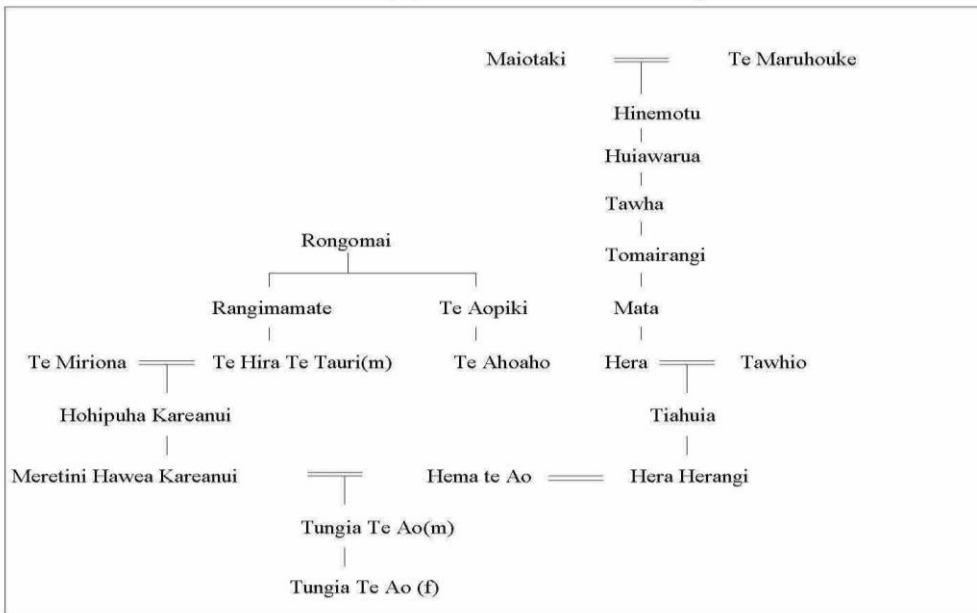 Maiotaki Te Maruhouke
Hinemotu
Huiawarua
Tawha
Rongomai
Tomairangi
Rangimamate Te Aopiki Mata
Te Miriona Te Hira Te Tauri(m) Te Ahoaho Hera Tawhio
Hohipuha Kareanui Tiahuia
Meretini Hawea Kareanui Hema te Ao Hera Herangi
Tungia Te Ao(m)
Tungia Te Ao (f)